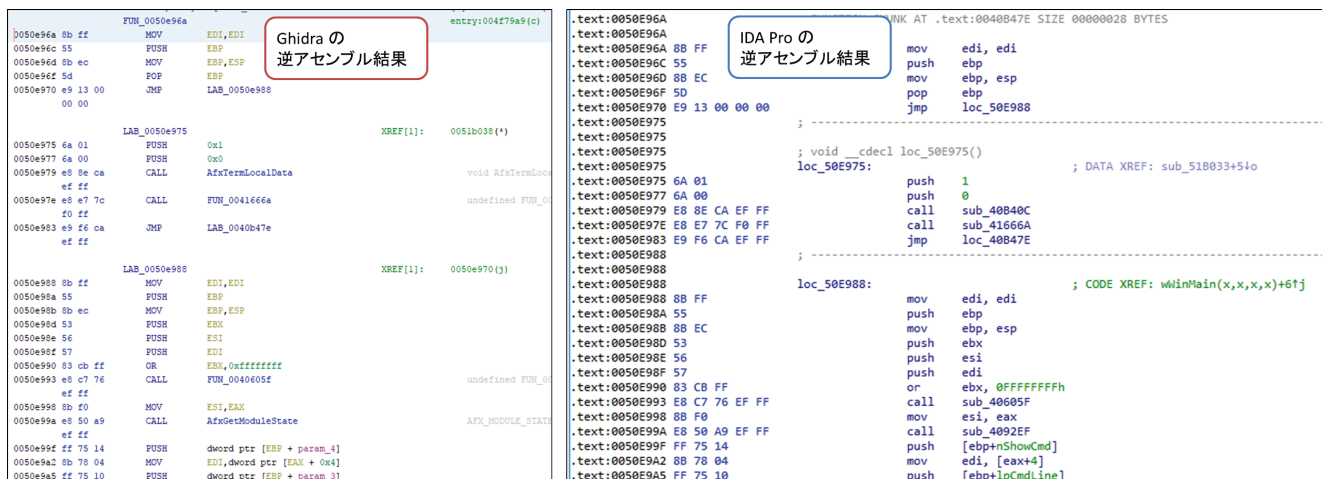 FUN_0050e96a entry:004f79a9(c)
0050e96a 8b ff MOV EDI,EDI
0050e96c 55 PUSH EBP
0050e96d 8b ec MOV EBP,ESP
0050e96f 5d POP EBP
0050e970 e9 13 00 JMP LAB_0050e988
00 00
Ghidra の
逆アセンブル結果
LAB_0050e975 XREF[1]: 0051b038(*)
0050e975 6a 01 PUSH 0x1
0050e977 6a 00 PUSH 0x0
0050e979 e8 8e ca CALL AfxTermLocalData void AfxTermLoca
ef ff
0050e97e e8 e7 7c CALL FUN_0041666a undefined FUN_00
f0 ff
0050e983 e9 f6 ca JMP LAB_0040b47e
ef ff
LAB_0050e988 XREF[1]: 0050e970(j)
0050e988 8b ff MOV EDI,EDI
0050e98a 55 PUSH EBP
0050e98b 8b ec MOV EBP,ESP
0050e98d 53 PUSH EBX
0050e98e 56 PUSH ESI
0050e98f 57 PUSH EDI
0050e990 83 cb ff OR EBX,0xffffffff
0050e993 e8 c7 76 CALL FUN_0040605f undefined FUN_00
ef ff
0050e998 8b f0 MOV ESI,EAX
0050e99a e8 50 a9 CALL AfxGetModuleState AFX_MODULE_STATE
ef ff
0050e99f ff 75 14 PUSH dword ptr [EBP + param_4]
0050e9a2 8b 78 04 MOV EDI,dword ptr [EAX + 0x4]
0050e9a5 ff 75 10 PUSH dword ptr [EBP + param_3]
.text:0050E96A CHUNK AT .text:0040B47E SIZE 00000028 BYTES
.text:0050E96A
.text:0050E96A 8B FF mov edi, edi
.text:0050E96C 55 push ebp
.text:0050E96D 8B EC mov ebp, esp
.text:0050E96F 5D pop ebp
.text:0050E970 E9 13 00 00 00 jmp loc_50E988
IDA Pro の
逆アセンブル結果
.text:0050E975 ; ---------------------------------------------------------------
.text:0050E975
.text:0050E975 ; void __cdecl loc_50E975()
.text:0050E975 loc_50E975: ; DATA XREF: sub_51B033+5↓o
.text:0050E975 6A 01 push 1
.text:0050E977 6A 00 push 0
.text:0050E979 E8 8E CA EF FF call sub_40B40C
.text:0050E97E E8 E7 7C F0 FF call sub_41666A
.text:0050E983 E9 F6 CA EF FF jmp loc_40B47E
.text:0050E988 ; ---------------------------------------------------------------
.text:0050E988
.text:0050E988 loc_50E988: ; CODE XREF: wWinMain(x,x,x,x)+6↑j
.text:0050E988 8B FF mov edi, edi
.text:0050E98A 55 push ebp
.text:0050E98B 8B EC mov ebp, esp
.text:0050E98D 53 push ebx
.text:0050E98E 56 push esi
.text:0050E98F 57 push edi
.text:0050E990 83 CB FF or ebx, 0FFFFFFFFh
.text:0050E993 E8 C7 76 EF FF call sub_40605F
.text:0050E998 8B F0 mov esi, eax
.text:0050E99A E8 50 A9 EF FF call sub_4092EF
.text:0050E99F FF 75 14 push [ebp+nShowCmd]
.text:0050E9A2 8B 78 04 mov edi, [eax+4]
.text:0050E9A5 FF 75 10 push [ebp+lpCmdLine]